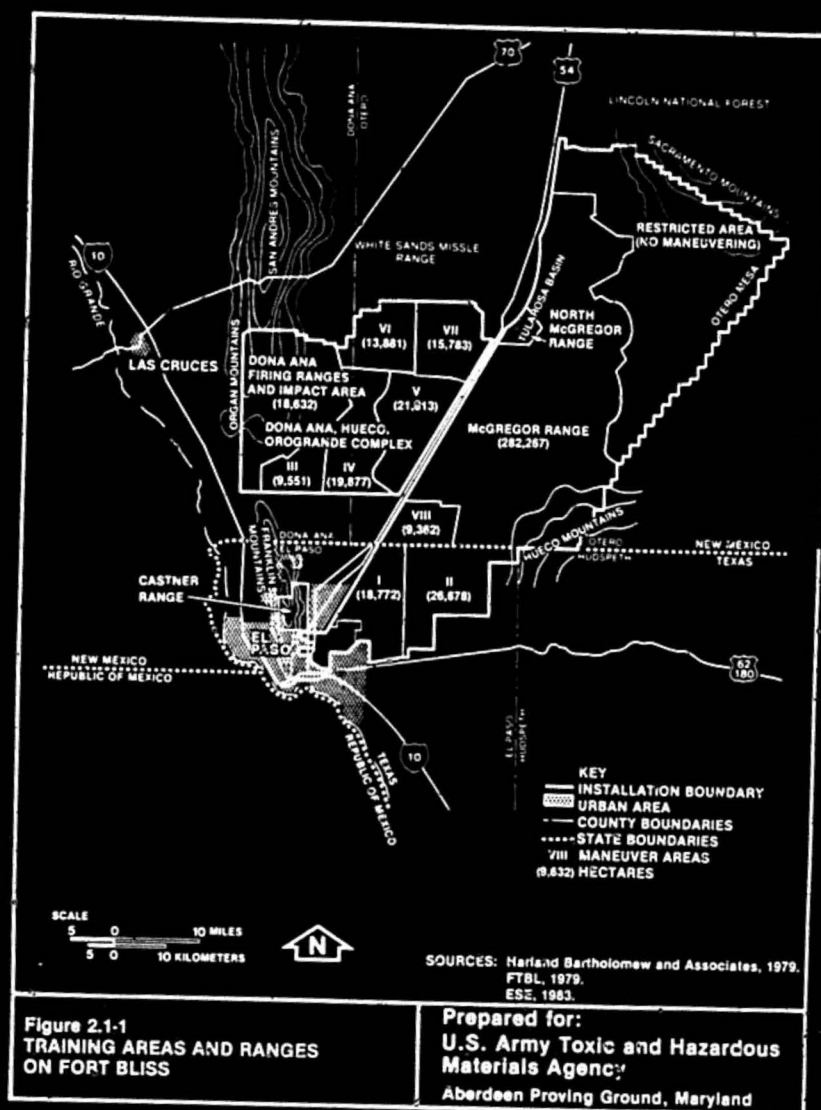 70
54
LINCOLN NATIONAL FOREST
DONA ANA
OTERO
SACRAMENTO MOUNTAINS
SAN ANDRES MOUNTAINS
RESTRICTED AREA
(NO MANEUVERING)
10
RIO GRANDE
WHITE SANDS MISSLE
RANGE
TULAROSA BASIN
OTERO MESA
NORTH
McGREGOR
RANGE
VI
(13,881)
VII
(15,783)
LAS CRUCES
ORGAN MOUNTAINS
DONA ANA
FIRING RANGES
AND IMPACT AREA
(18,632)
V
(21,913)
DONA ANA, HUECO,
OROGRANDE COMPLEX
McGREGOR RANGE
(282,267)
III
(9,551)
IV
(19,877)
VIII
(9,362)
HUECO MOUNTAINS
FRANKLIN
MOUNTAINS
DONA ANA
EL PASO
OTERO
HUDSPETH
NEW MEXICO
TEXAS
CASTNER
RANGE
I
(18,772)
II
(26,678)
EL
PASO
NEW MEXICO
REPUBLIC OF MEXICO
62
180
TEXAS
REPUBLIC OF MEXICO
10
EL PASO
HUDSPETH
KEY
INSTALLATION BOUNDARY
URBAN AREA
COUNTY BOUNDARIES
STATE BOUNDARIES
VIII MANEUVER AREAS
(9,632) HECTARES
SCALE
5 0 10 MILES
5 0 10 KILOMETERS
N
SOURCES: Harland Bartholomew and Associates, 1979.
FTBL, 1979.
ESE, 1983.
Figure 2.1-1
TRAINING AREAS AND RANGES
ON FORT BLISS
Prepared for:
U.S. Army Toxic and Hazardous
Materials Agency
Aberdeen Proving Ground, Maryland